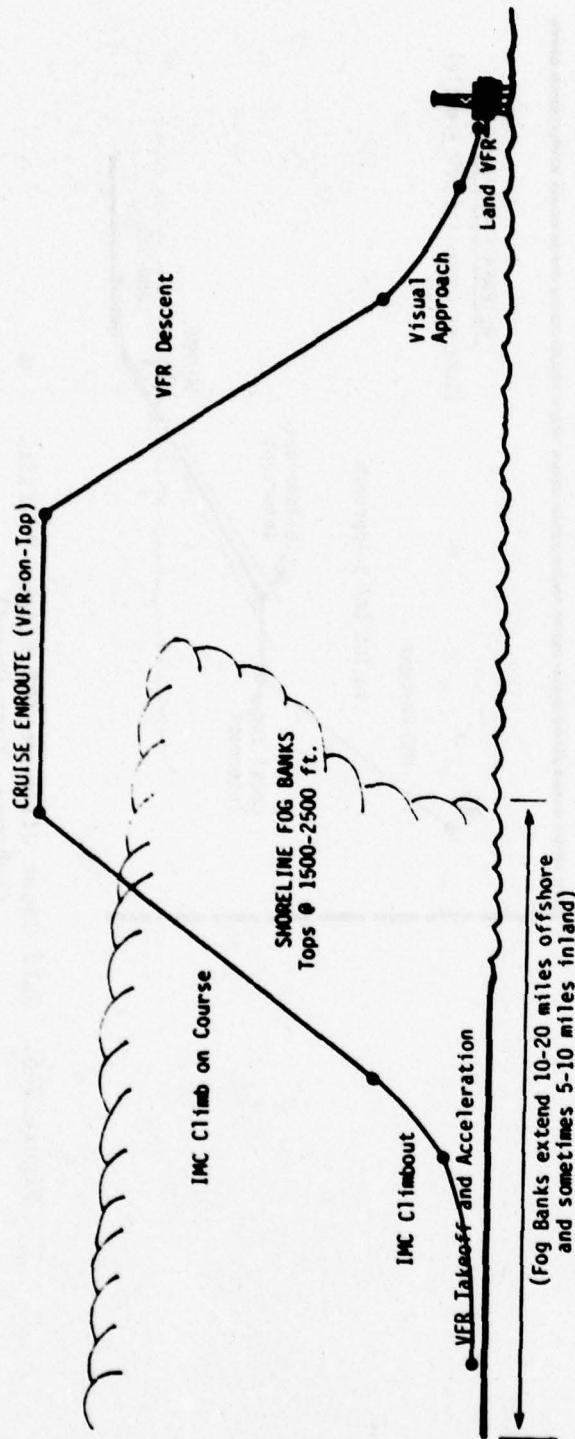 CRUISE ENROUTE (VFR-on-Top)
VFR Descent
IMC Climb on Course
SHORELINE FOG BANKS
Tops @ 1500-2500 ft.
Visual
Approach
IMC Climbout
VFR Takeoff and Acceleration
Land VFR
(Fog Banks extend 10-20 miles offshore
and sometimes 5-10 miles inland)